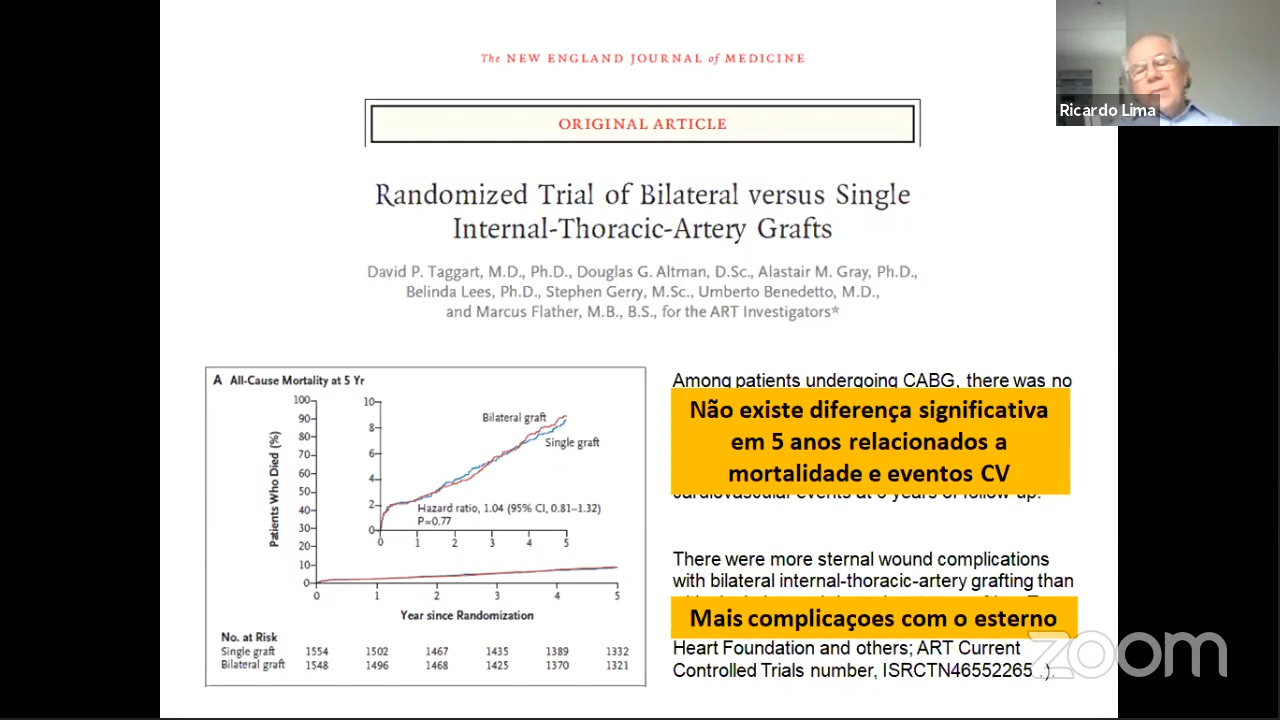 The NEW ENGLAND JOURNAL of MEDICINE
Ricardo Lima
ORIGINAL ARTICLE
Randomized Trial of Bilateral versus Single
Internal-Thoracic-Artery Grafts
David P. Taggart, M.D., Ph.D., Douglas G. Altman, D.Sc., Alastair M. Gray, Ph.D.,
Belinda Lees, Ph.D., Stephen Gerry, M.Sc., Umberto Benedetto, M.D.,
and Marcus Flather, M.B., B.S., for the ART Investigators*
A All-Cause Mortality at 5 Yr
Patients Who Died (%)
100
90
80
70
60
50
40
30
20
10
0
10
8
6
4
2
0
Bilateral graft
Single graft
Hazard ratio, 1.04 (95% CI, 0.81–1.32)
P=0.77
0 1 2 3 4 5
0 1 2 3 4 5
Year since Randomization
No. at Risk
Single graft 1554 1502 1467 1435 1389 1332
Bilateral graft 1548 1496 1468 1425 1370 1321
Among patients undergoing CABG, there was no
Não existe diferença significativa
em 5 anos relacionados a
mortalidade e eventos CV
There were more sternal wound complications
with bilateral internal-thoracic-artery grafting than
Mais complicaçoes com o esterno
Heart Foundation and others; ART Current
Controlled Trials number, ISRCTN46552265 .).
zoom